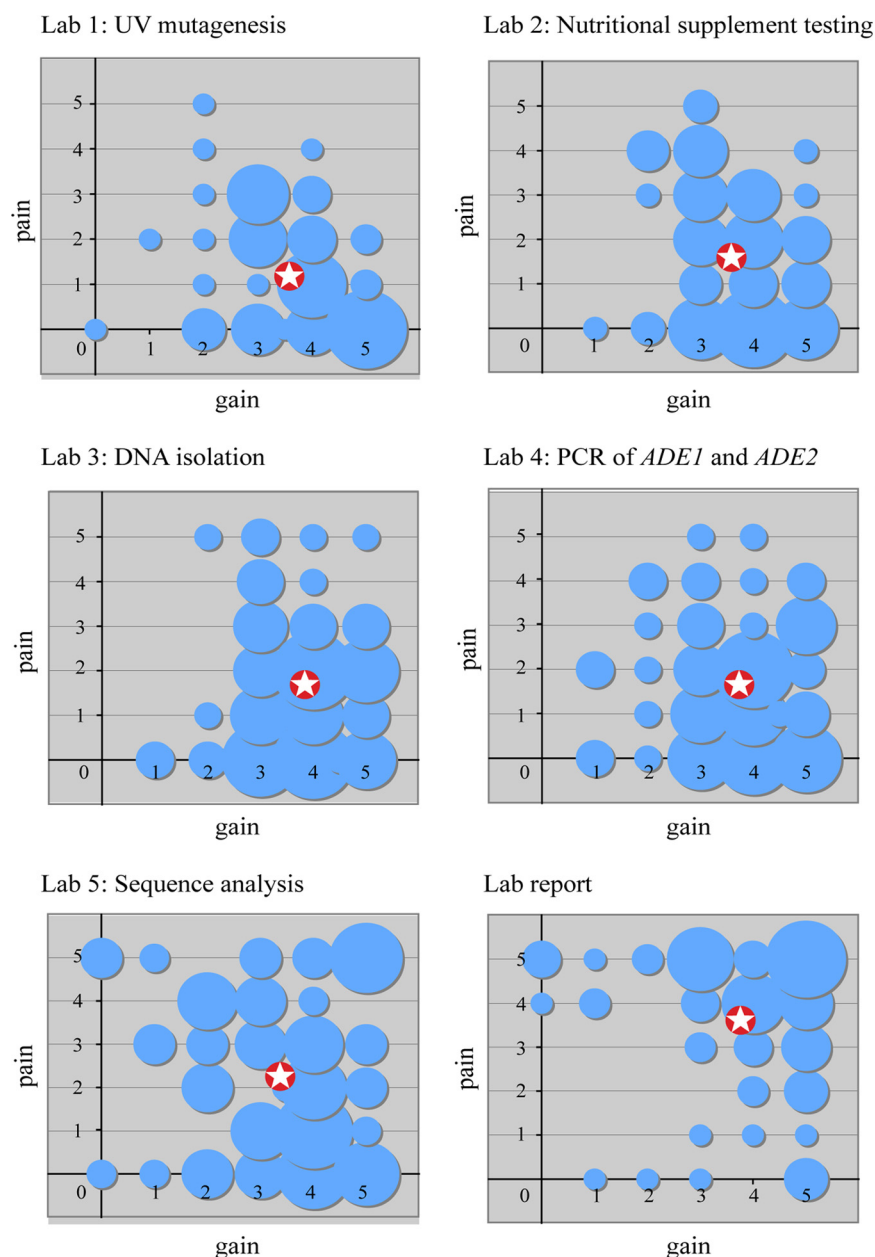 Lab 1: UV mutagenesis
5
4
3
2
1
0 1 2 3 4 5
pain
gain
Lab 2: Nutritional supplement testing
5
4
3
2
1
0 1 2 3 4 5
pain
gain
Lab 3: DNA isolation
5
4
3
2
1
0 1 2 3 4 5
pain
gain
Lab 4: PCR of ADE1 and ADE2
5
4
3
2
1
0 1 2 3 4 5
pain
gain
Lab 5: Sequence analysis
5
4
3
2
1
0 1 2 3 4 5
pain
gain
Lab report
5
4
3
2
1
0 1 2 3 4 5
pain
gain